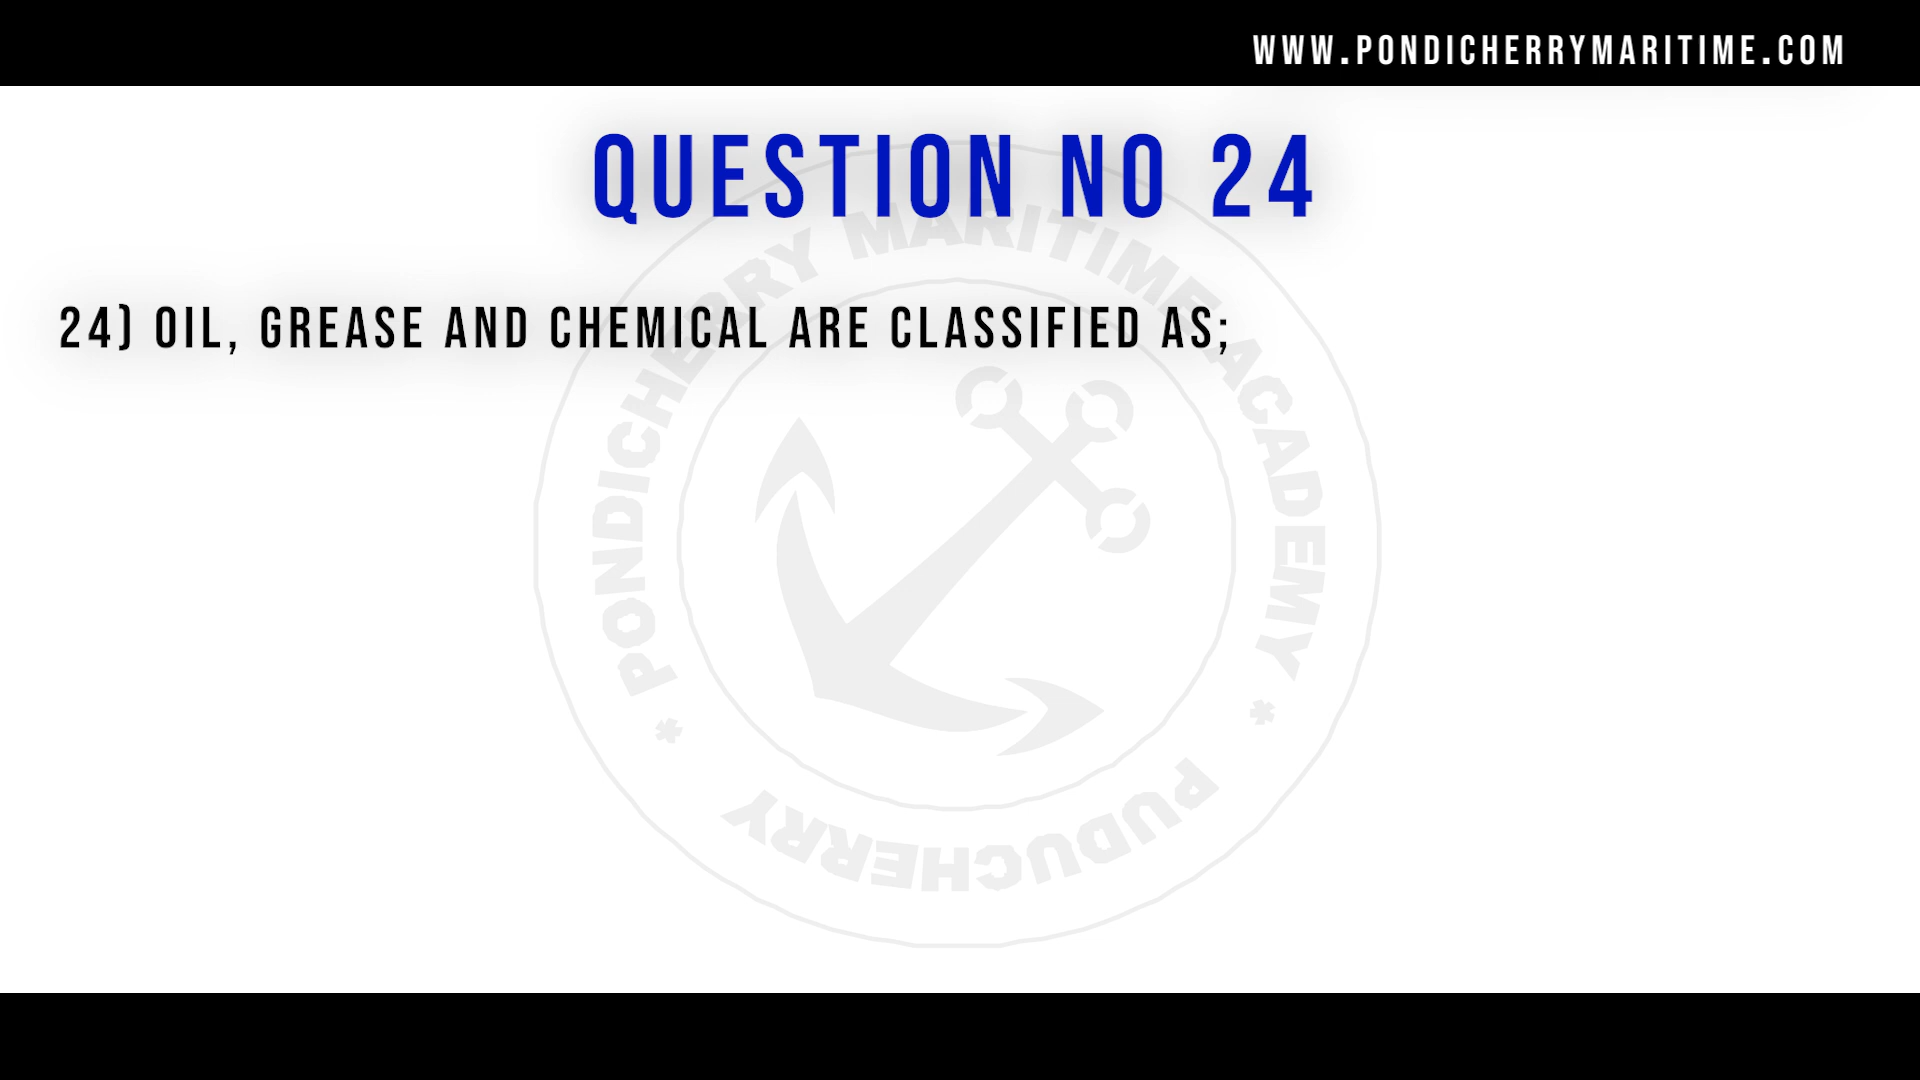 WWW.PONDICHERRYMARITIME.COM
QUESTION NO 24
24) OIL, GREASE AND CHEMICAL ARE CLASSIFIED AS;
PONDICHERRY MARITIME ACADEMY
* PUDUCHERRY *